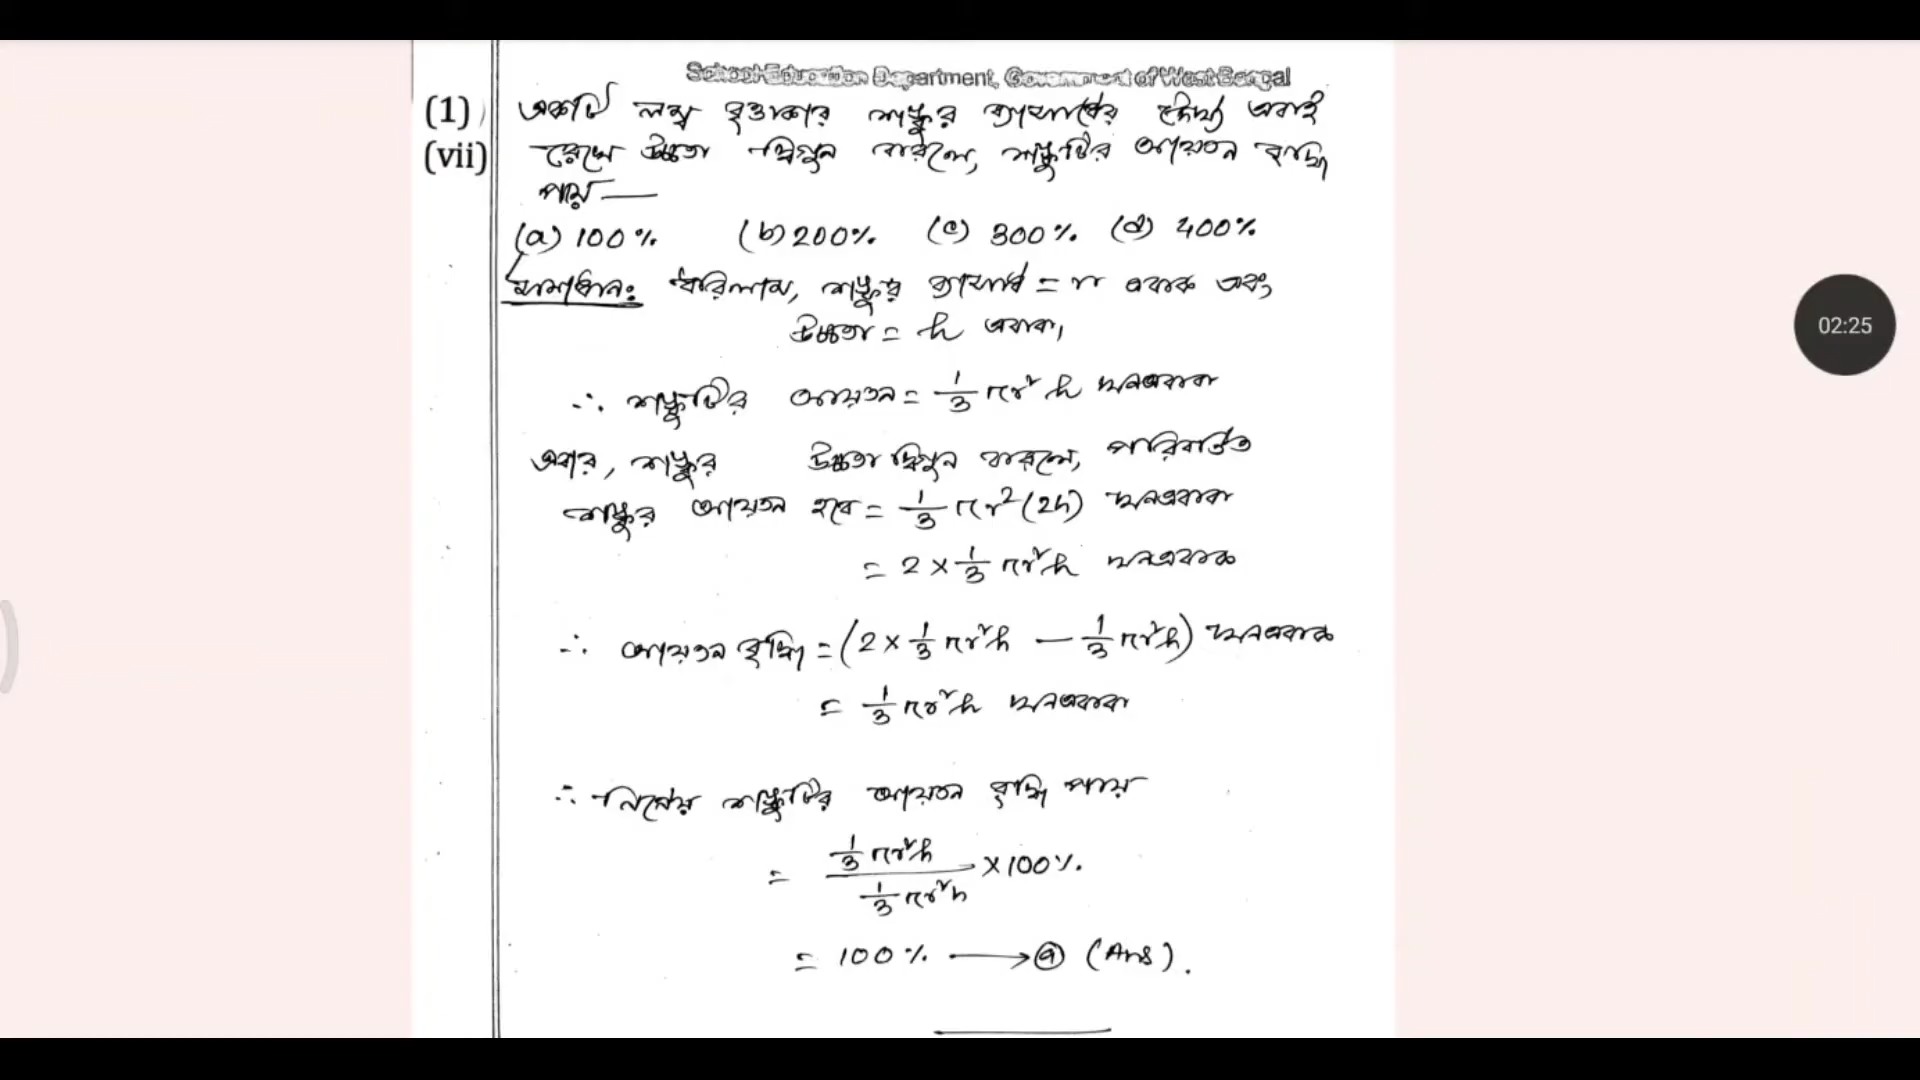 School Education Department, Government of West Bengal
(1) একটি লম্ব বৃত্তাকার শঙ্কুর ব্যাসার্ধের দৈর্ঘ্য একই
(vii) রেখে উচ্চতা দ্বিগুন করলে, শঙ্কুটির আয়তন বৃদ্ধি
পায় —
(a) 100% (b) 200% (c) 300% (d) 400%
সমাধান: ধরিলাম, শঙ্কুর ব্যাসার্ধ = r একক এবং
উচ্চতা = h একক,
∴ শঙ্কুটির আয়তন = 1/3 πr²h ঘনএকক
এবার, শঙ্কুর উচ্চতা দ্বিগুন করলে, পরিবর্তিত
শঙ্কুর আয়তন হবে = 1/3 πr²(2h) ঘনএকক
= 2 × 1/3 πr²h ঘনএকক
∴ আয়তন বৃদ্ধি = (2 × 1/3 πr²h — 1/3 πr²h) ঘনএকক
= 1/3 πr²h ঘনএকক
∴ নির্ণেয় শঙ্কুটির আয়তন বৃদ্ধি পায়
= (1/3 πr²h)/(1/3 πr²h) × 100%
= 100% → ⓐ (Ans).
02:25